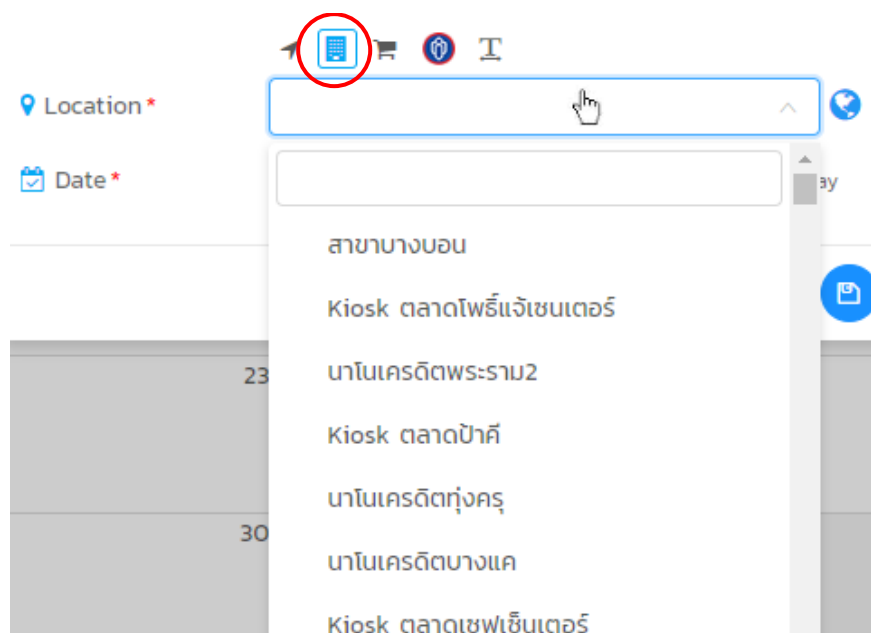 Location *
Date *
ay
สาขาบางบอน
Kiosk ตลาดโพธิ์แจ้เซนเตอร์
23
นาโนเครดิตพระราม2
Kiosk ตลาดป้าคี
นาโนเครดิตทุ่งครุ
30
นาโนเครดิตบางแค
Kiosk ตลาดเซฟเซ็นเตอร์